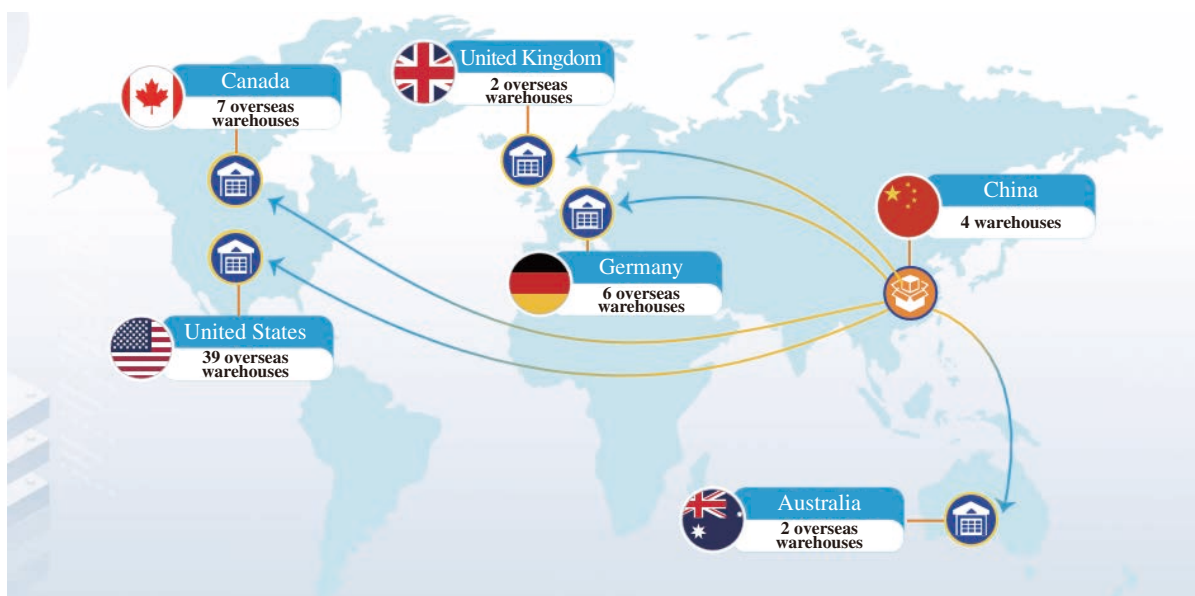 United Kingdom
2 overseas
warehouses
Canada
7 overseas
warehouses
China
4 warehouses
Germany
6 overseas
warehouses
United States
39 overseas
warehouses
Australia
2 overseas
warehouses